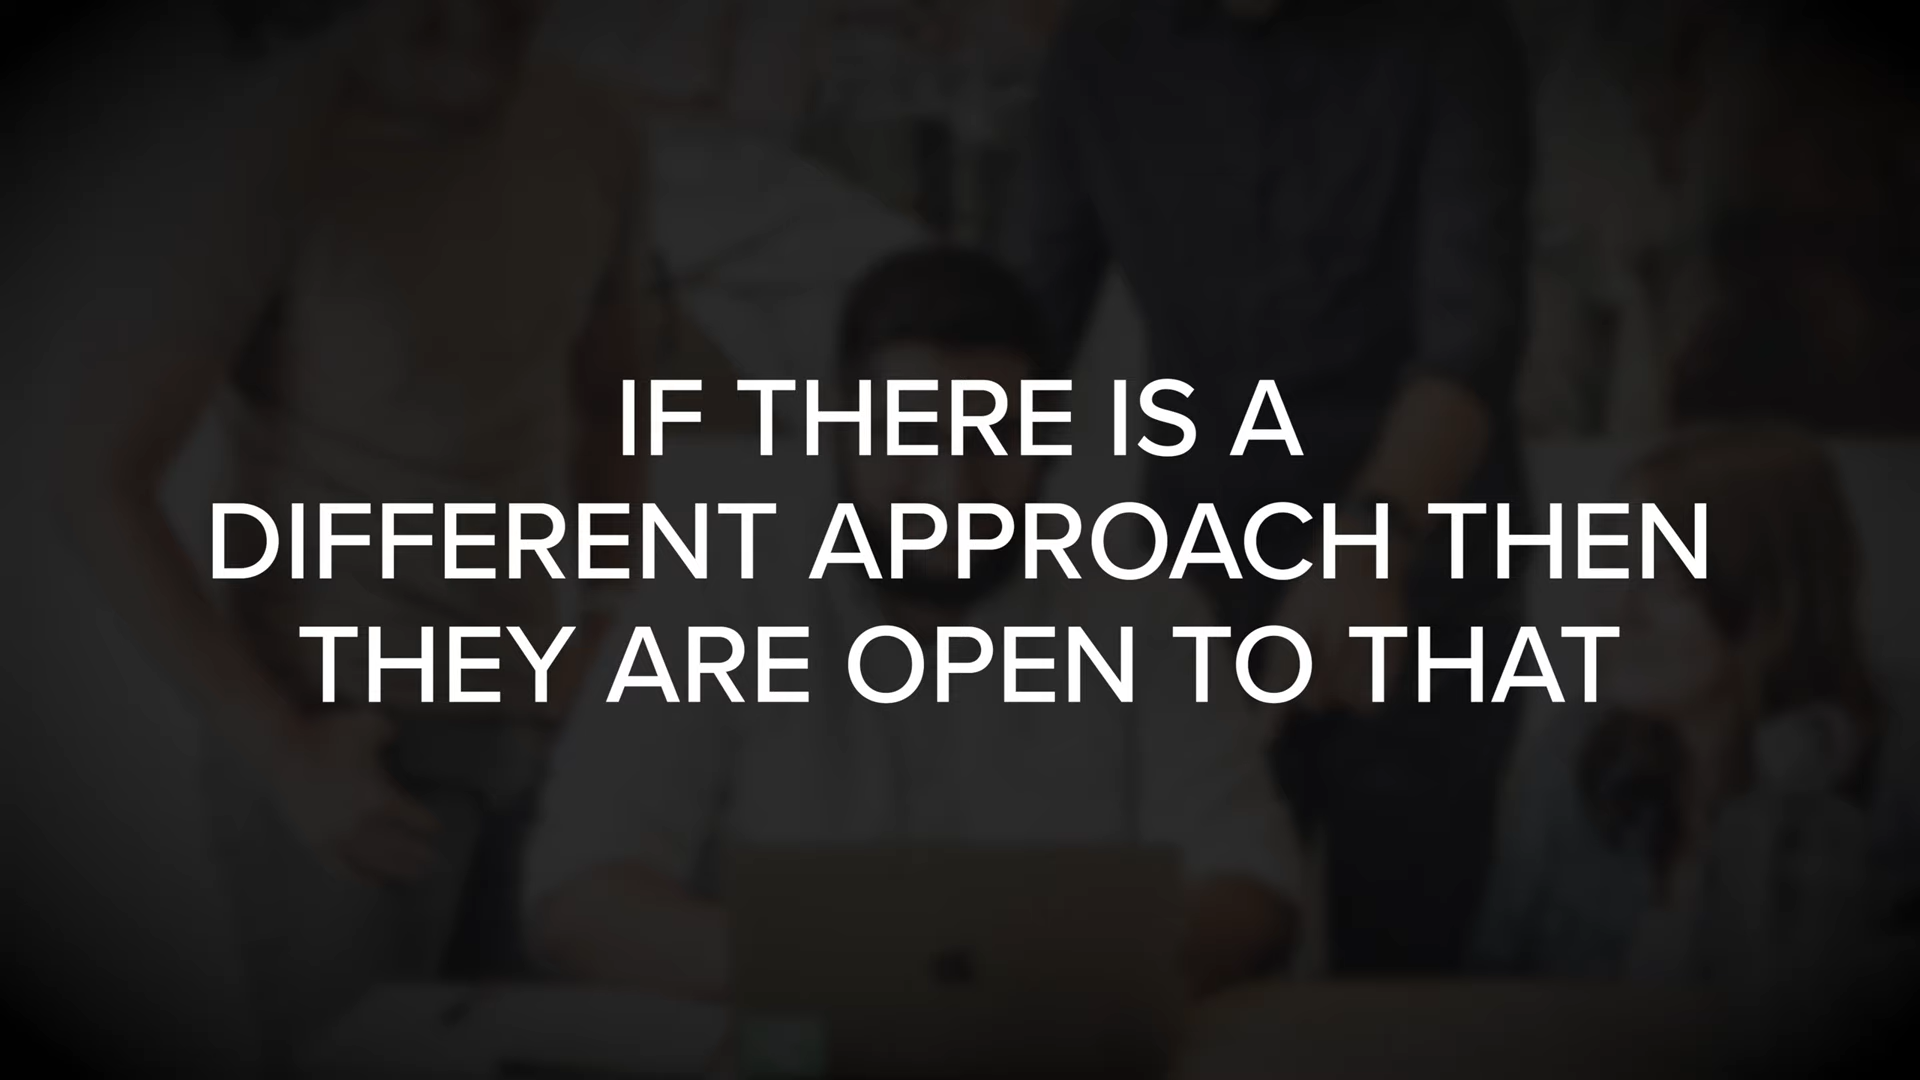 IF THERE IS A
DIFFERENT APPROACH THEN
THEY ARE OPEN TO THAT